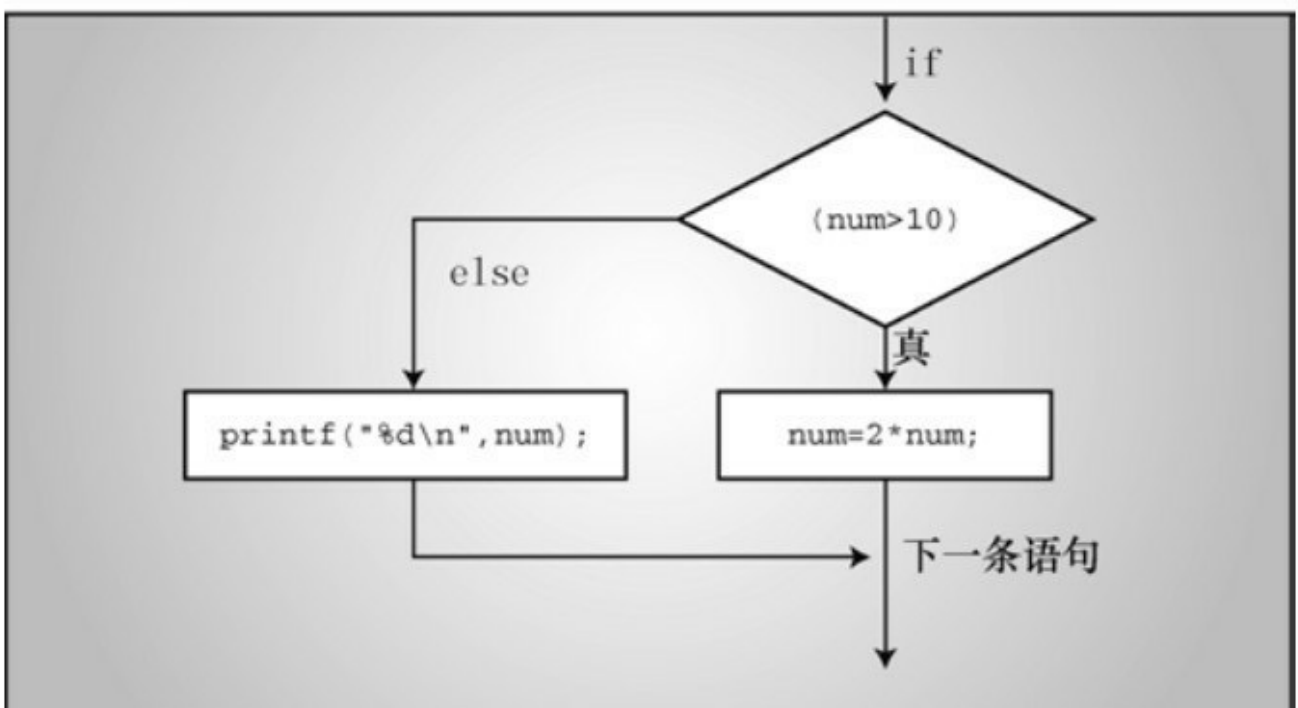 if
(num>10)
else
真
printf("%d\n",num);
num=2*num;
下一条语句